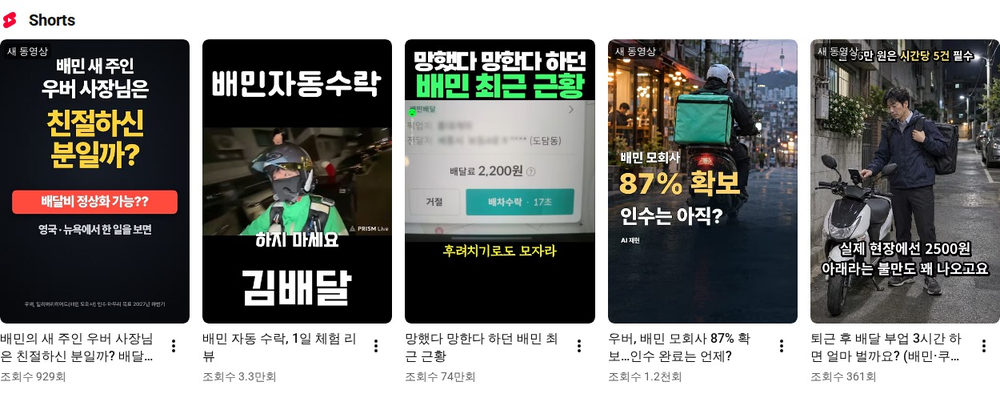 Shorts
새 동영상
배민 새 주인
우버 사장님은
친절하신
분일까?
배달비 정상화 가능??
영국·뉴욕에서 한 일을 보면
배민의 새 주인 우버 사장님
은 친절하신 분일까? 배달…
조회수 929회
배민자동수락
PRISM Live
하지 마세요
김배달
배민 자동 수락, 1일 체험 리
뷰
조회수 3.3만회
망했다 망한다 하던
배민 최근 근황
(도담동)
배달료 2,200원
거절
배차수락 · 17초
후려치기로도 모자라
망했다 망한다 하던 배민 최
근 근황
조회수 74만회
새 동영상
배민 모회사
87% 확보
인수는 아직?
AI 재현
우버, 배민 모회사 87% 확
보…인수 완료는 언제?
조회수 1.2천회
새 동영상
만 원은 시간당 5건 필수
실제 현장에선 2500원
아래라는 불만도 꽤 나오고요
퇴근 후 배달 부업 3시간 하
면 얼마 벌까요? (배민·쿠…
조회수 361회